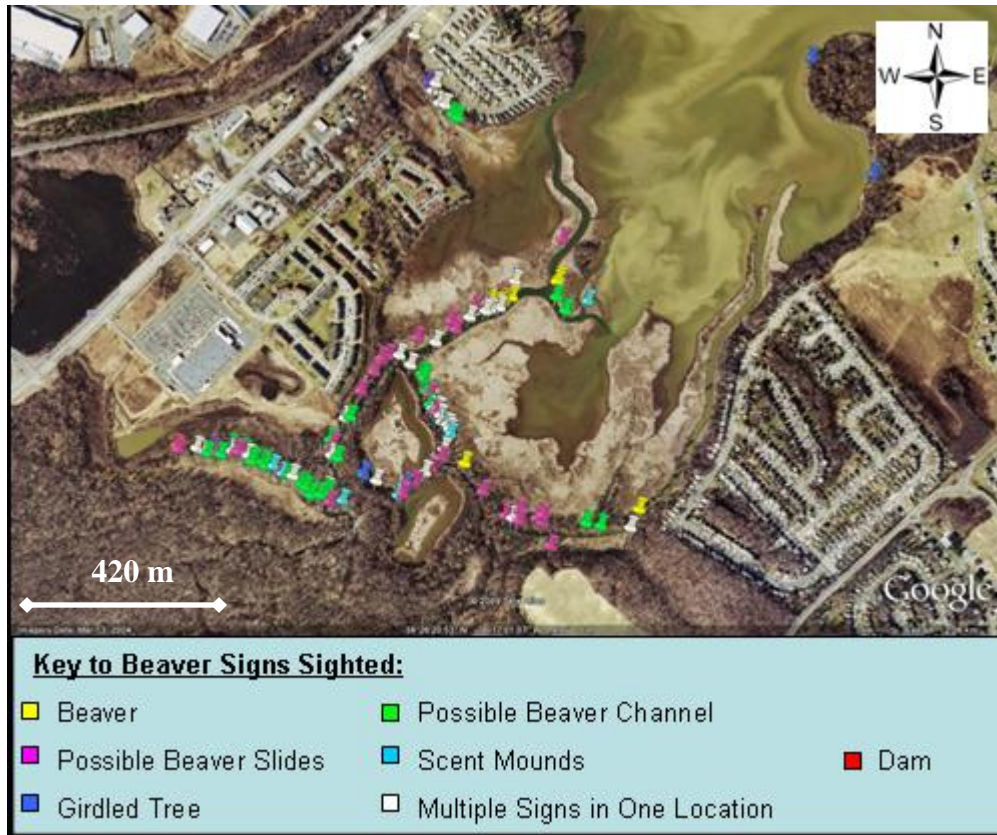 N
W E
S
420 m
Google
Key to Beaver Signs Sighted:
Beaver
Possible Beaver Channel
Possible Beaver Slides
Scent Mounds
Dam
Girdled Tree
Multiple Signs in One Location